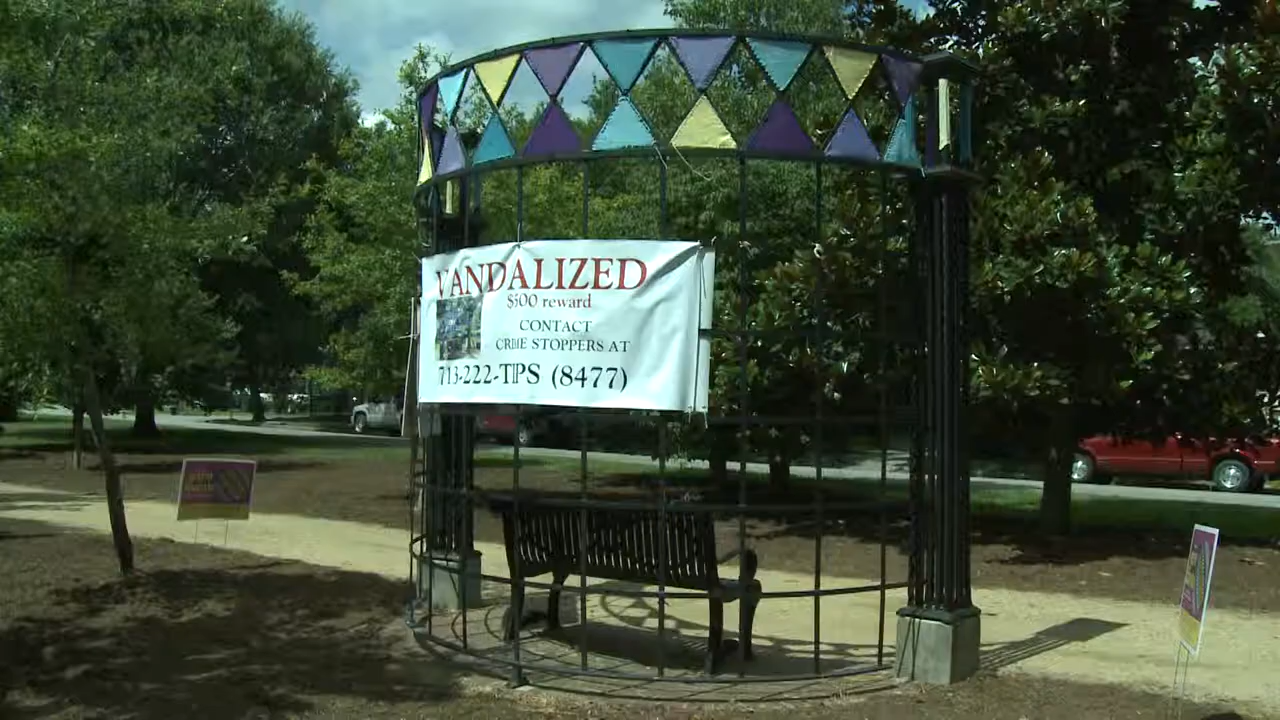 VANDALIZED
$500 reward
CONTACT
CRIME STOPPERS AT
713-222-TIPS (8477)